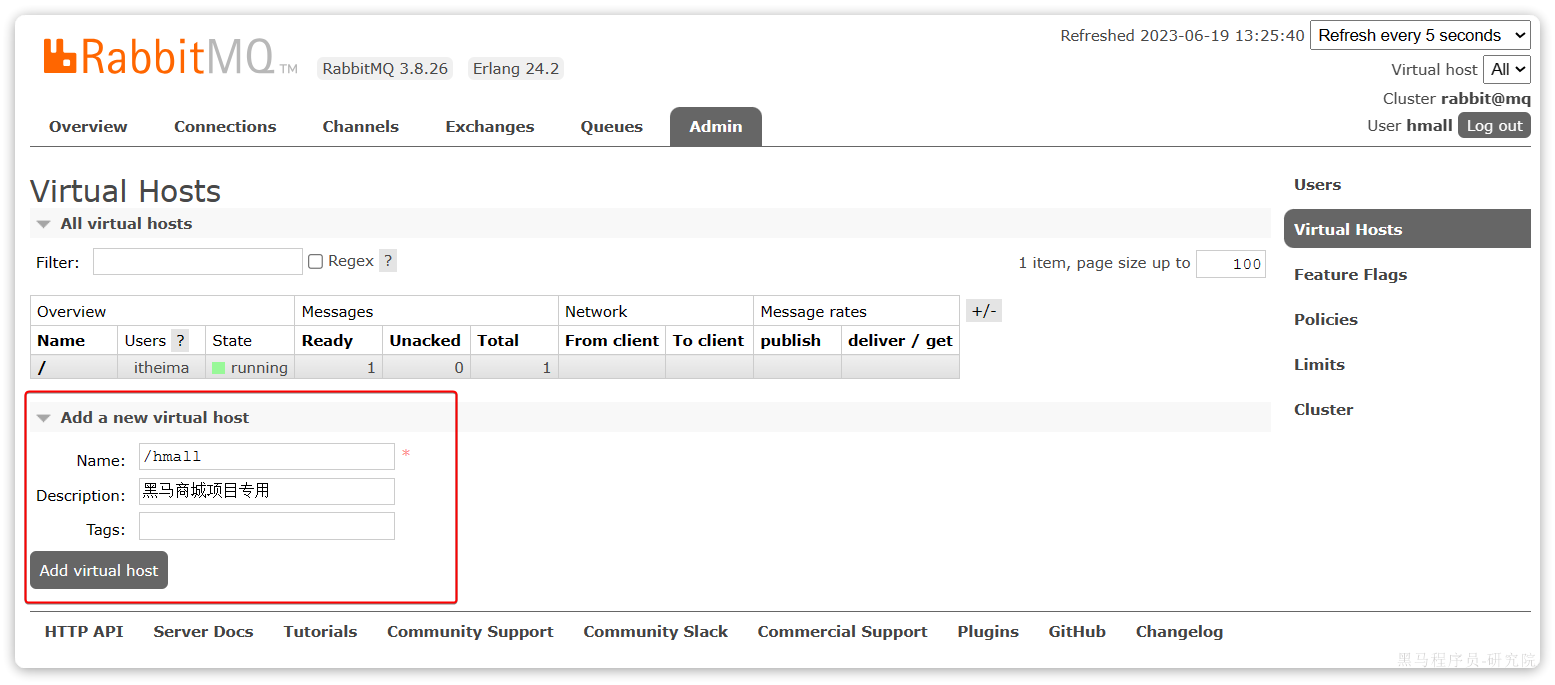 Refreshed 2023-06-19 13:25:40 Refresh every 5 seconds
RabbitMQ TM RabbitMQ 3.8.26 Erlang 24.2
Virtual host All
Cluster rabbit@mq
User hmall Log out
Overview Connections Channels Exchanges Queues Admin
Virtual Hosts
All virtual hosts
Filter: Regex ? 1 item, page size up to 100
Overview Messages Network Message rates +/-
Name Users ? State Ready Unacked Total From client To client publish deliver / get
/ itheima running 1 0 1
Add a new virtual host
Name: /hmall *
Description: 黑马商城项目专用
Tags:
Add virtual host
Users
Virtual Hosts
Feature Flags
Policies
Limits
Cluster
HTTP API Server Docs Tutorials Community Support Community Slack Commercial Support Plugins GitHub Changelog
黑马程序员-研究院